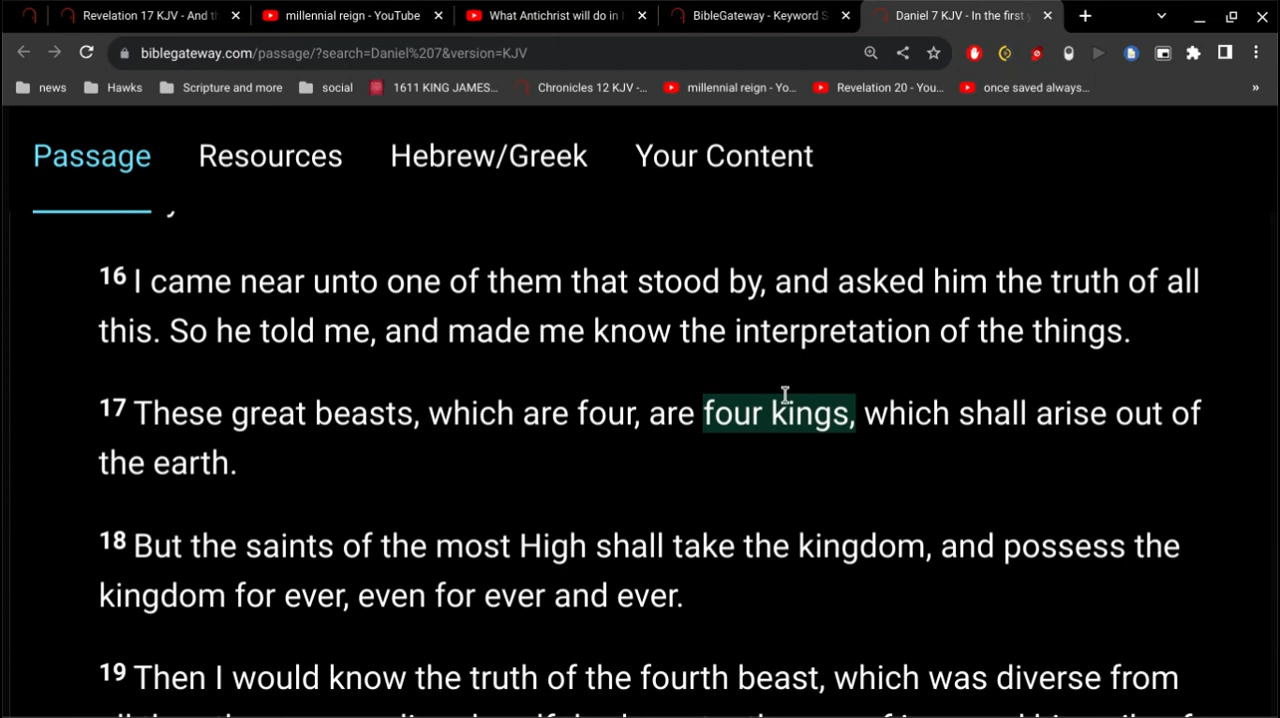 Revelation 17 KJV - And th
millennial reign - YouTube
What Antichrist will do in
BibleGateway - Keyword S
Daniel 7 KJV - In the first y
biblegateway.com/passage/?search=Daniel%207&version=KJV
news
Hawks
Scripture and more
social
1611 KING JAMES...
Chronicles 12 KJV -...
millennial reign - Yo...
Revelation 20 - You...
once saved always...
»
Passage
Resources
Hebrew/Greek
Your Content
16 I came near unto one of them that stood by, and asked him the truth of all
this. So he told me, and made me know the interpretation of the things.
17 These great beasts, which are four, are four kings, which shall arise out of
the earth.
18 But the saints of the most High shall take the kingdom, and possess the
kingdom for ever, even for ever and ever.
19 Then I would know the truth of the fourth beast, which was diverse from